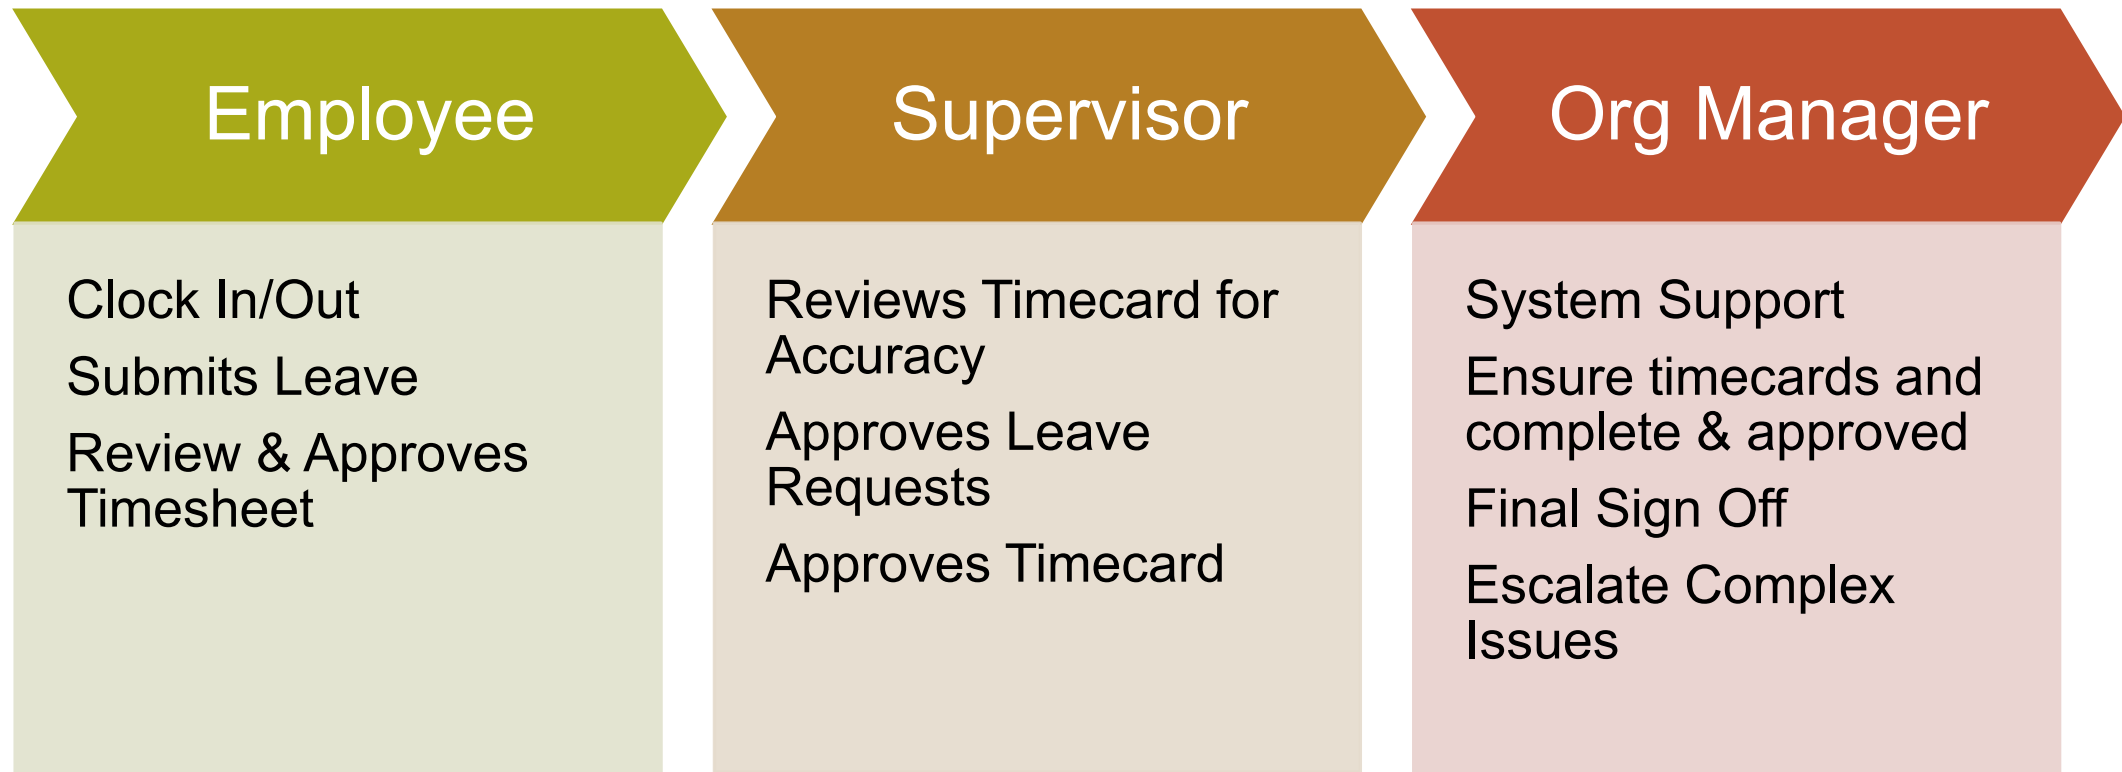 Employee
Clock In/Out
Submits Leave
Review & Approves
Timesheet
Supervisor
Reviews Timecard for
Accuracy
Approves Leave
Requests
Approves Timecard
Org Manager
System Support
Ensure timecards and
complete & approved
Final Sign Off
Escalate Complex
Issues